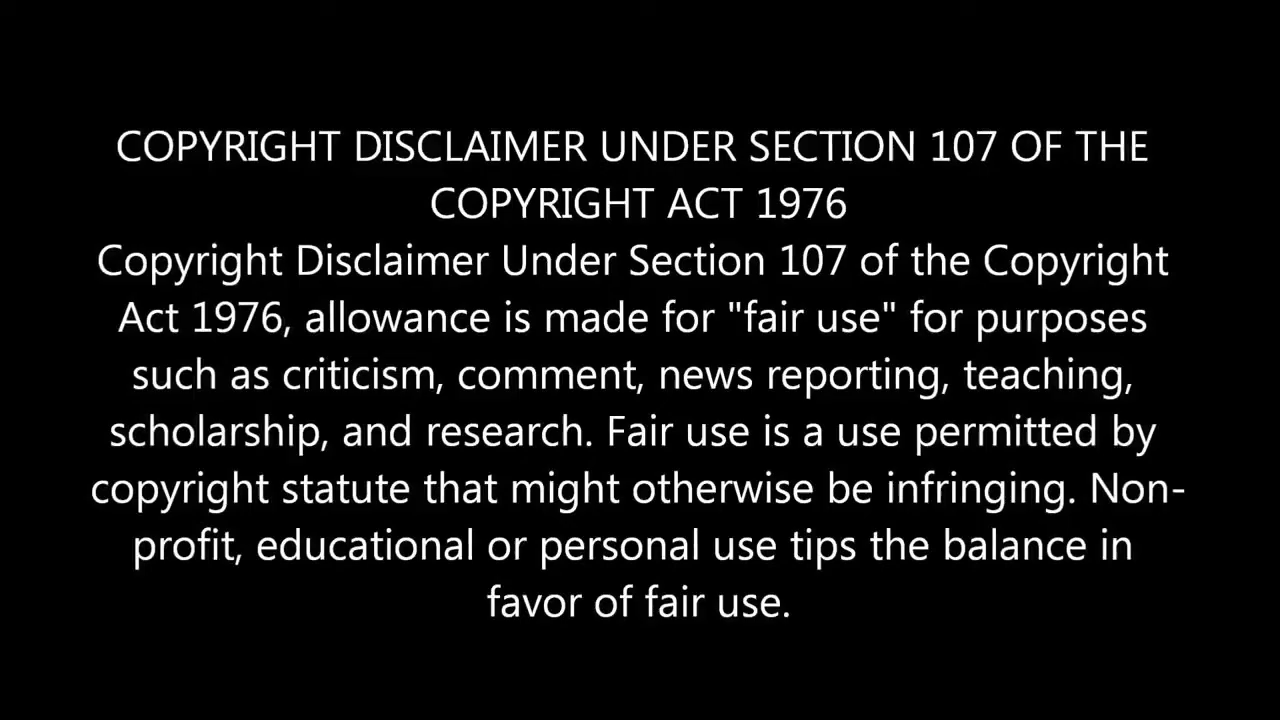 COPYRIGHT DISCLAIMER UNDER SECTION 107 OF THE
COPYRIGHT ACT 1976
Copyright Disclaimer Under Section 107 of the Copyright
Act 1976, allowance is made for "fair use" for purposes
such as criticism, comment, news reporting, teaching,
scholarship, and research. Fair use is a use permitted by
copyright statute that might otherwise be infringing. Non-
profit, educational or personal use tips the balance in
favor of fair use.